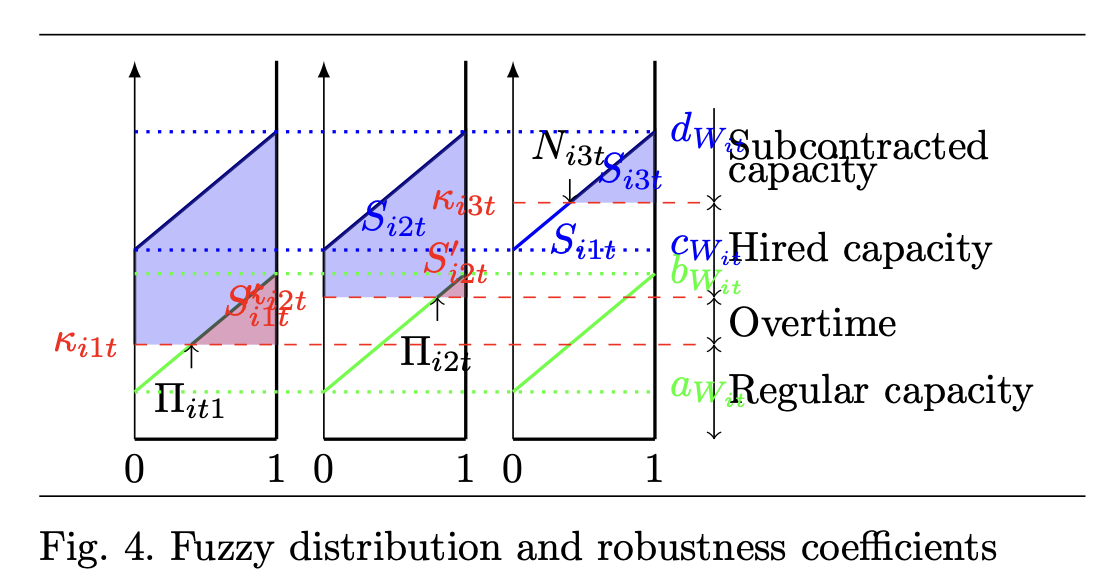 d_{W_{it}}
Subcontracted
capacity
N_{i3t}
S_{i3t}
κ_{i3t}
S_{i2t}
S_{i1t}
c_{W_{it}}
Hired capacity
S'_{i2t}
b_{W_{it}}
κ_{i2t}
S'_{i1t}
Overtime
κ_{i1t}
Π_{i2t}
Π_{it1}
a_{W_{it}}
Regular capacity
0 1 0 1 0 1
Fig. 4. Fuzzy distribution and robustness coefficients